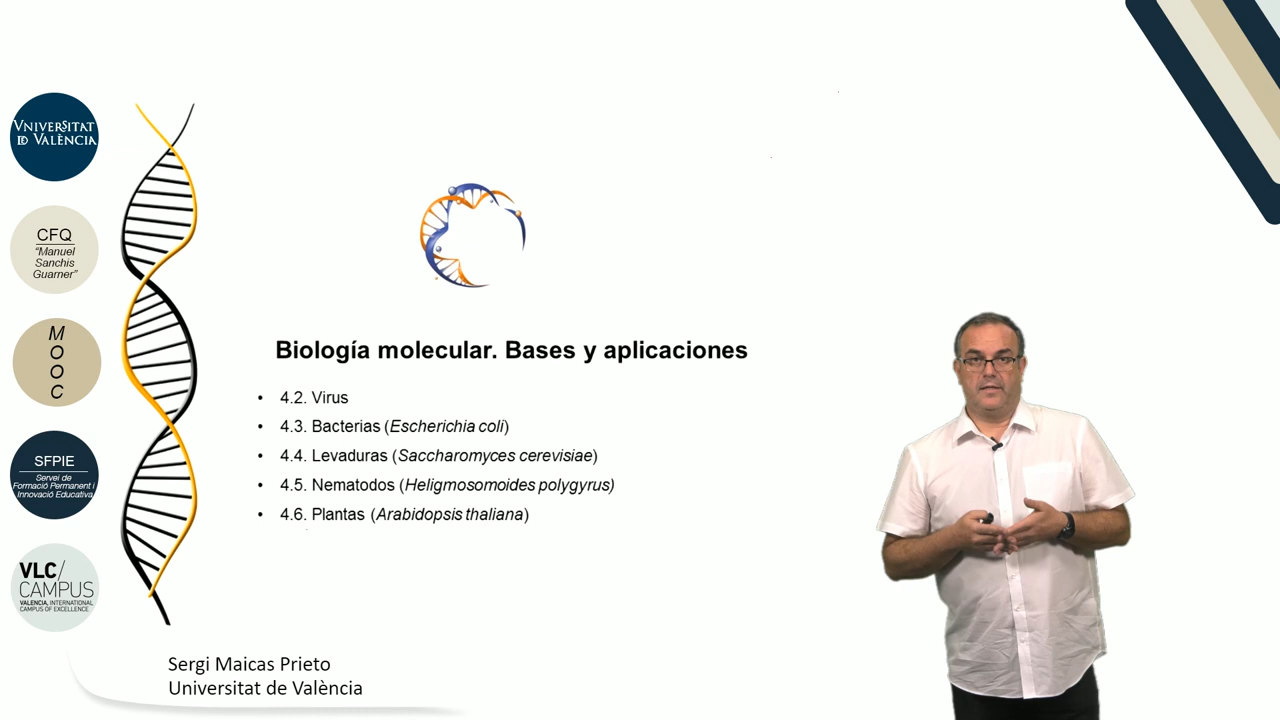 VNIVERSITAT
ID VALÈNCIA
CFQ
“Manuel
Sanchis
Guarner”
M
O
O
C
SFPIE
Servei de
Formació Permanent i
Innovació Educativa
VLC/
CAMPUS
VALENCIA, INTERNATIONAL
CAMPUS OF EXCELLENCE
Biología molecular. Bases y aplicaciones
• 4.2. Virus
• 4.3. Bacterias (Escherichia coli)
• 4.4. Levaduras (Saccharomyces cerevisiae)
• 4.5. Nematodos (Heligmosomoides polygyrus)
• 4.6. Plantas (Arabidopsis thaliana)
Sergi Maicas Prieto
Universitat de València